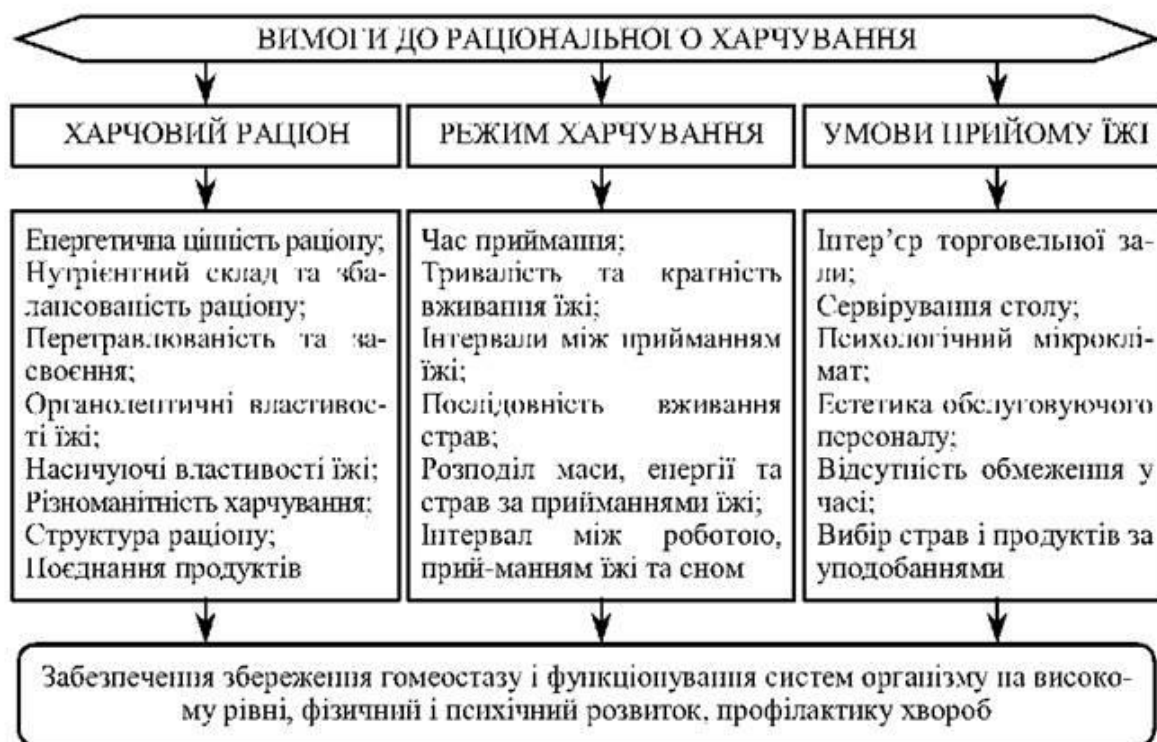 ВИМОГИ ДО РАЦІОНАЛЬНОГО ХАРЧУВАННЯ
ХАРЧОВИЙ РАЦІОН
РЕЖИМ ХАРЧУВАННЯ
УМОВИ ПРИЙОМУ ЇЖІ
Енергетична цінність раціону;
Нутрієнтний склад та зба-
лансованість раціону;
Перетравлюваність та за-
своєння;
Органолептичні властивос-
ті їжі;
Насичуючі властивості їжі;
Різноманітність харчування;
Структура раціону;
Поєднання продуктів
Час приймання;
Тривалість та кратність
вживання їжі;
Інтервали між прийманням
їжі;
Послідовність вживання
страв;
Розподіл маси, енергії та
страв за прийманнями їжі;
Інтервал між роботою,
прий-манням їжі та сном
Інтер’єр торговельної за-
ли;
Сервірування столу;
Психологічний мікроклі-
мат;
Естетика обслуговуючого
персоналу;
Відсутність обмеження у
часі;
Вибір страв і продуктів за
уподобаннями
Забезпечення збереження гомеостазу і функціонування систем організму на високо-
му рівні, фізичний і психічний розвиток, профілактику хвороб